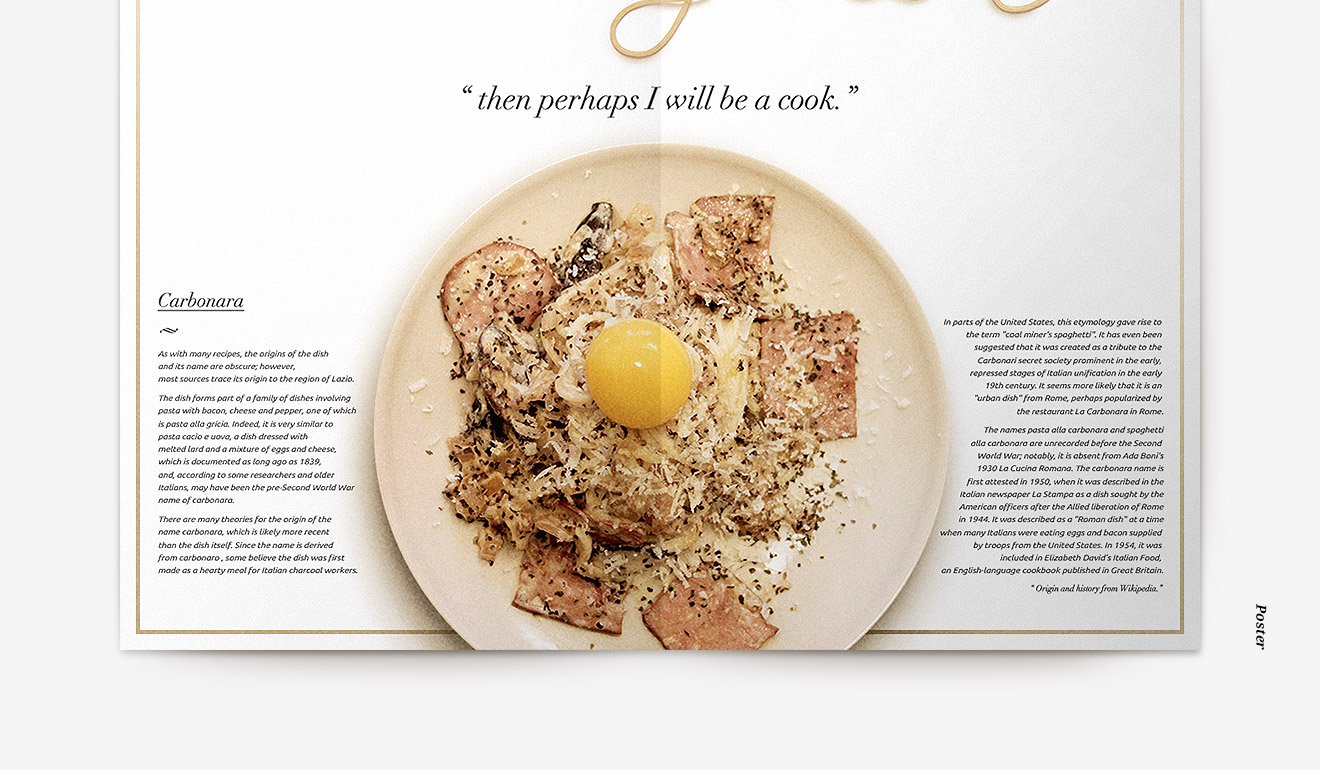 “ then perhaps I will be a cook. ”
Carbonara
As with many recipes, the origins of the dish
and its name are obscure; however,
most sources trace its origin to the region of Lazio.
The dish forms part of a family of dishes involving
pasta with bacon, cheese and pepper, one of which
is pasta alla gricia. Indeed, it is very similar to
pasta cacio e uova, a dish dressed with
melted lard and a mixture of eggs and cheese,
which is documented as long ago as 1839,
and, according to some researchers and older
Italians, may have been the pre-Second World War
name of carbonara.
There are many theories for the origin of the
name carbonara, which is likely more recent
than the dish itself. Since the name is derived
from carbonaro , some believe the dish was first
made as a hearty meal for Italian charcoal workers.
In parts of the United States, this etymology gave rise to
the term "coal miner's spaghetti". It has even been
suggested that it was created as a tribute to the
Carbonari secret society prominent in the early,
repressed stages of Italian unification in the early
19th century. It seems more likely that it is an
"urban dish" from Rome, perhaps popularized by
the restaurant La Carbonara in Rome.
The names pasta alla carbonara and spaghetti
alla carbonara are unrecorded before the Second
World War; notably, it is absent from Ada Boni's
1930 La Cucina Romana. The carbonara name is
first attested in 1950, when it was described in the
Italian newspaper La Stampa as a dish sought by the
American officers after the Allied liberation of Rome
in 1944. It was described as a "Roman dish" at a time
when many Italians were eating eggs and bacon supplied
by troops from the United States. In 1954, it was
included in Elizabeth David's Italian Food,
an English-language cookbook published in Great Britain.
“ Origin and history from Wikipedia. ”
Poster